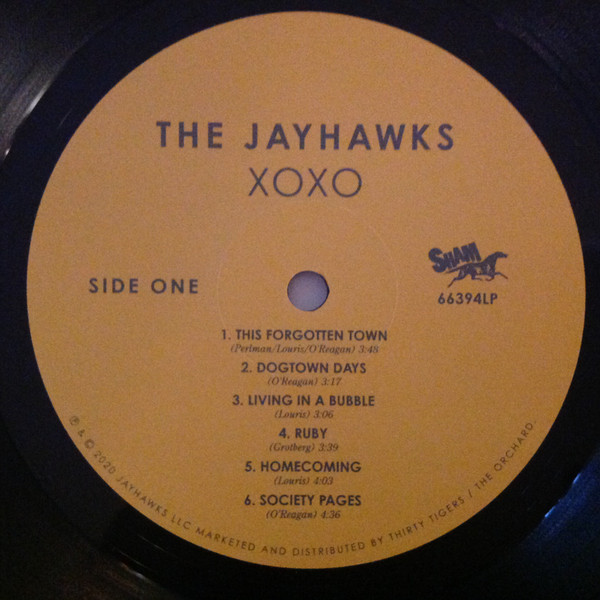 THE JAYHAWKS
XOXO
SIDE ONE
SHAM
66394LP
1. THIS FORGOTTEN TOWN
(Perlman/Louris/O'Reagan) 3:48
2. DOGTOWN DAYS
(O'Reagan) 3:17
3. LIVING IN A BUBBLE
(Louris) 3:06
4. RUBY
(Grotberg) 3:39
5. HOMECOMING
(Louris) 4:03
6. SOCIETY PAGES
(O'Reagan) 4:36
℗ & © 2020 JAYHAWKS LLC MARKETED AND DISTRIBUTED BY THIRTY TIGERS / THE ORCHARD.